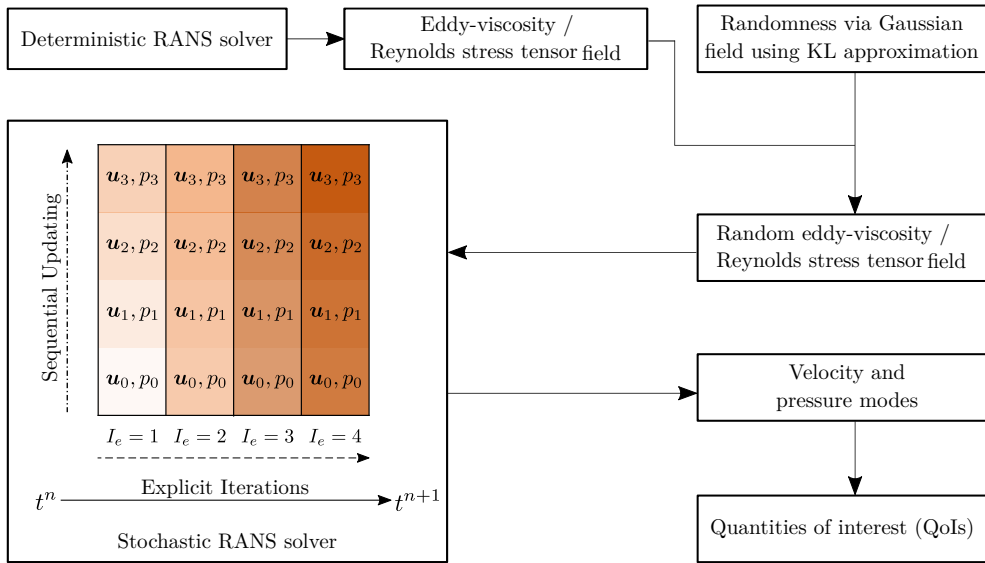 Deterministic RANS solver
Eddy-viscosity /
Reynolds stress tensor field
Randomness via Gaussian
field using KL approximation
Sequential Updating
𝒖₃, p₃ 𝒖₃, p₃ 𝒖₃, p₃ 𝒖₃, p₃
𝒖₂, p₂ 𝒖₂, p₂ 𝒖₂, p₂ 𝒖₂, p₂
𝒖₁, p₁ 𝒖₁, p₁ 𝒖₁, p₁ 𝒖₁, p₁
𝒖₀, p₀ 𝒖₀, p₀ 𝒖₀, p₀ 𝒖₀, p₀
Iₑ = 1 Iₑ = 2 Iₑ = 3 Iₑ = 4
Explicit Iterations
tⁿ tⁿ⁺¹
Stochastic RANS solver
Random eddy-viscosity /
Reynolds stress tensor field
Velocity and
pressure modes
Quantities of interest (QoIs)